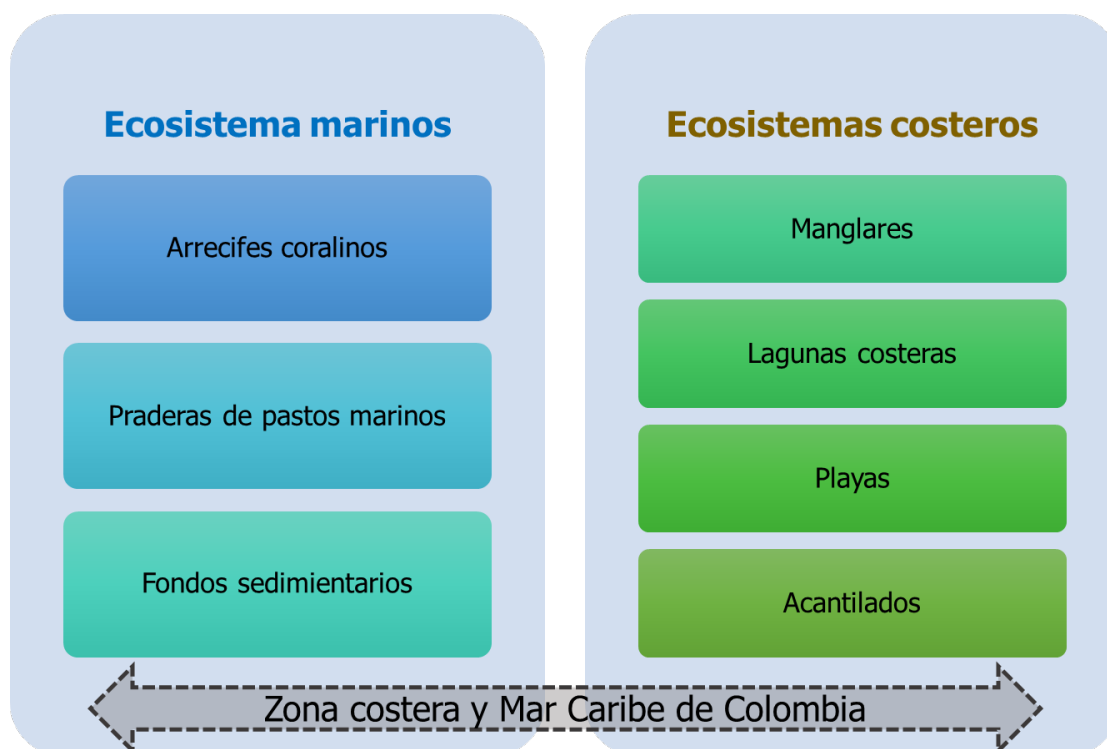 Ecosistema marinos
Arrecifes coralinos
Praderas de pastos marinos
Fondos sedimientarios
Ecosistemas costeros
Manglares
Lagunas costeras
Playas
Acantilados
Zona costera y Mar Caribe de Colombia